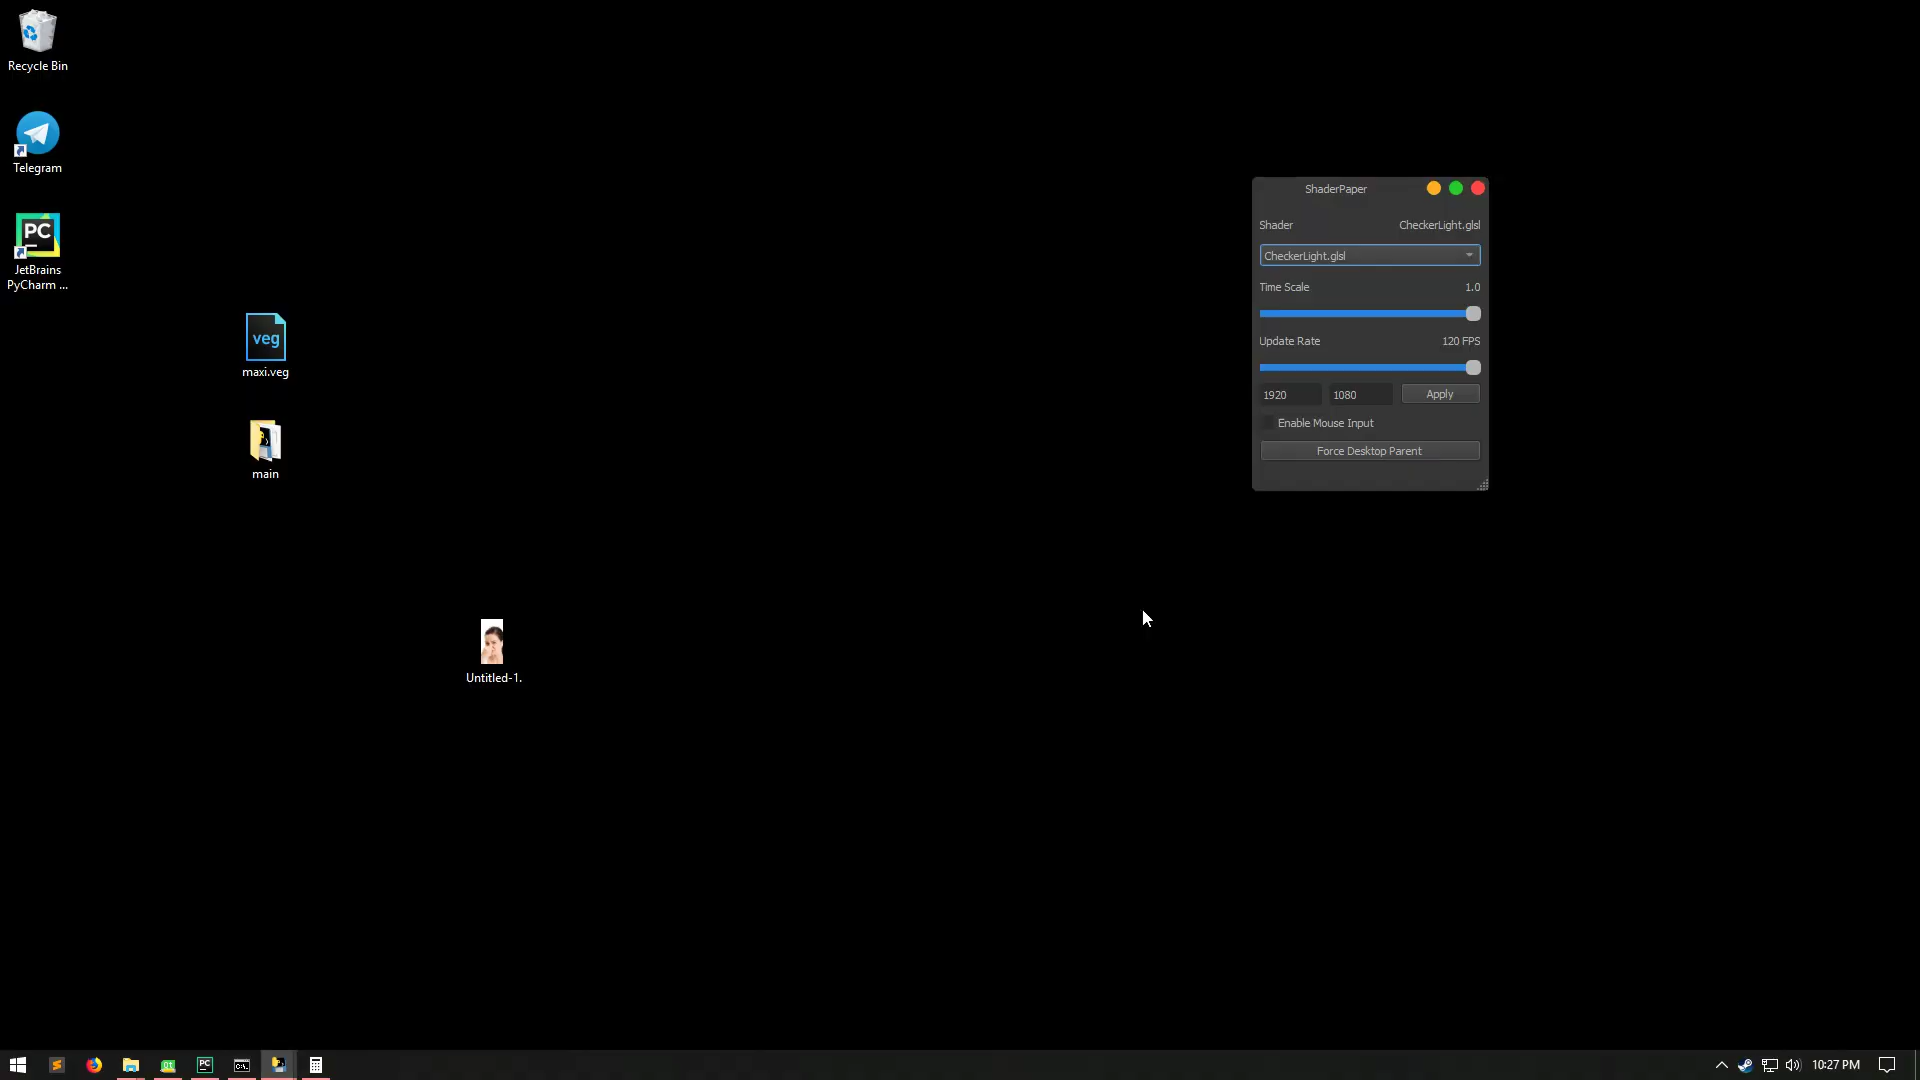 Recycle Bin
Telegram
PC
JetBrains
PyCharm ...
veg
maxi.veg
main
Untitled-1.
ShaderPaper
Shader CheckerLight.glsl
CheckerLight.glsl
Time Scale 1.0
Update Rate 120 FPS
1920 1080 Apply
Enable Mouse Input
Force Desktop Parent
Qt PC C:\. 10:27 PM